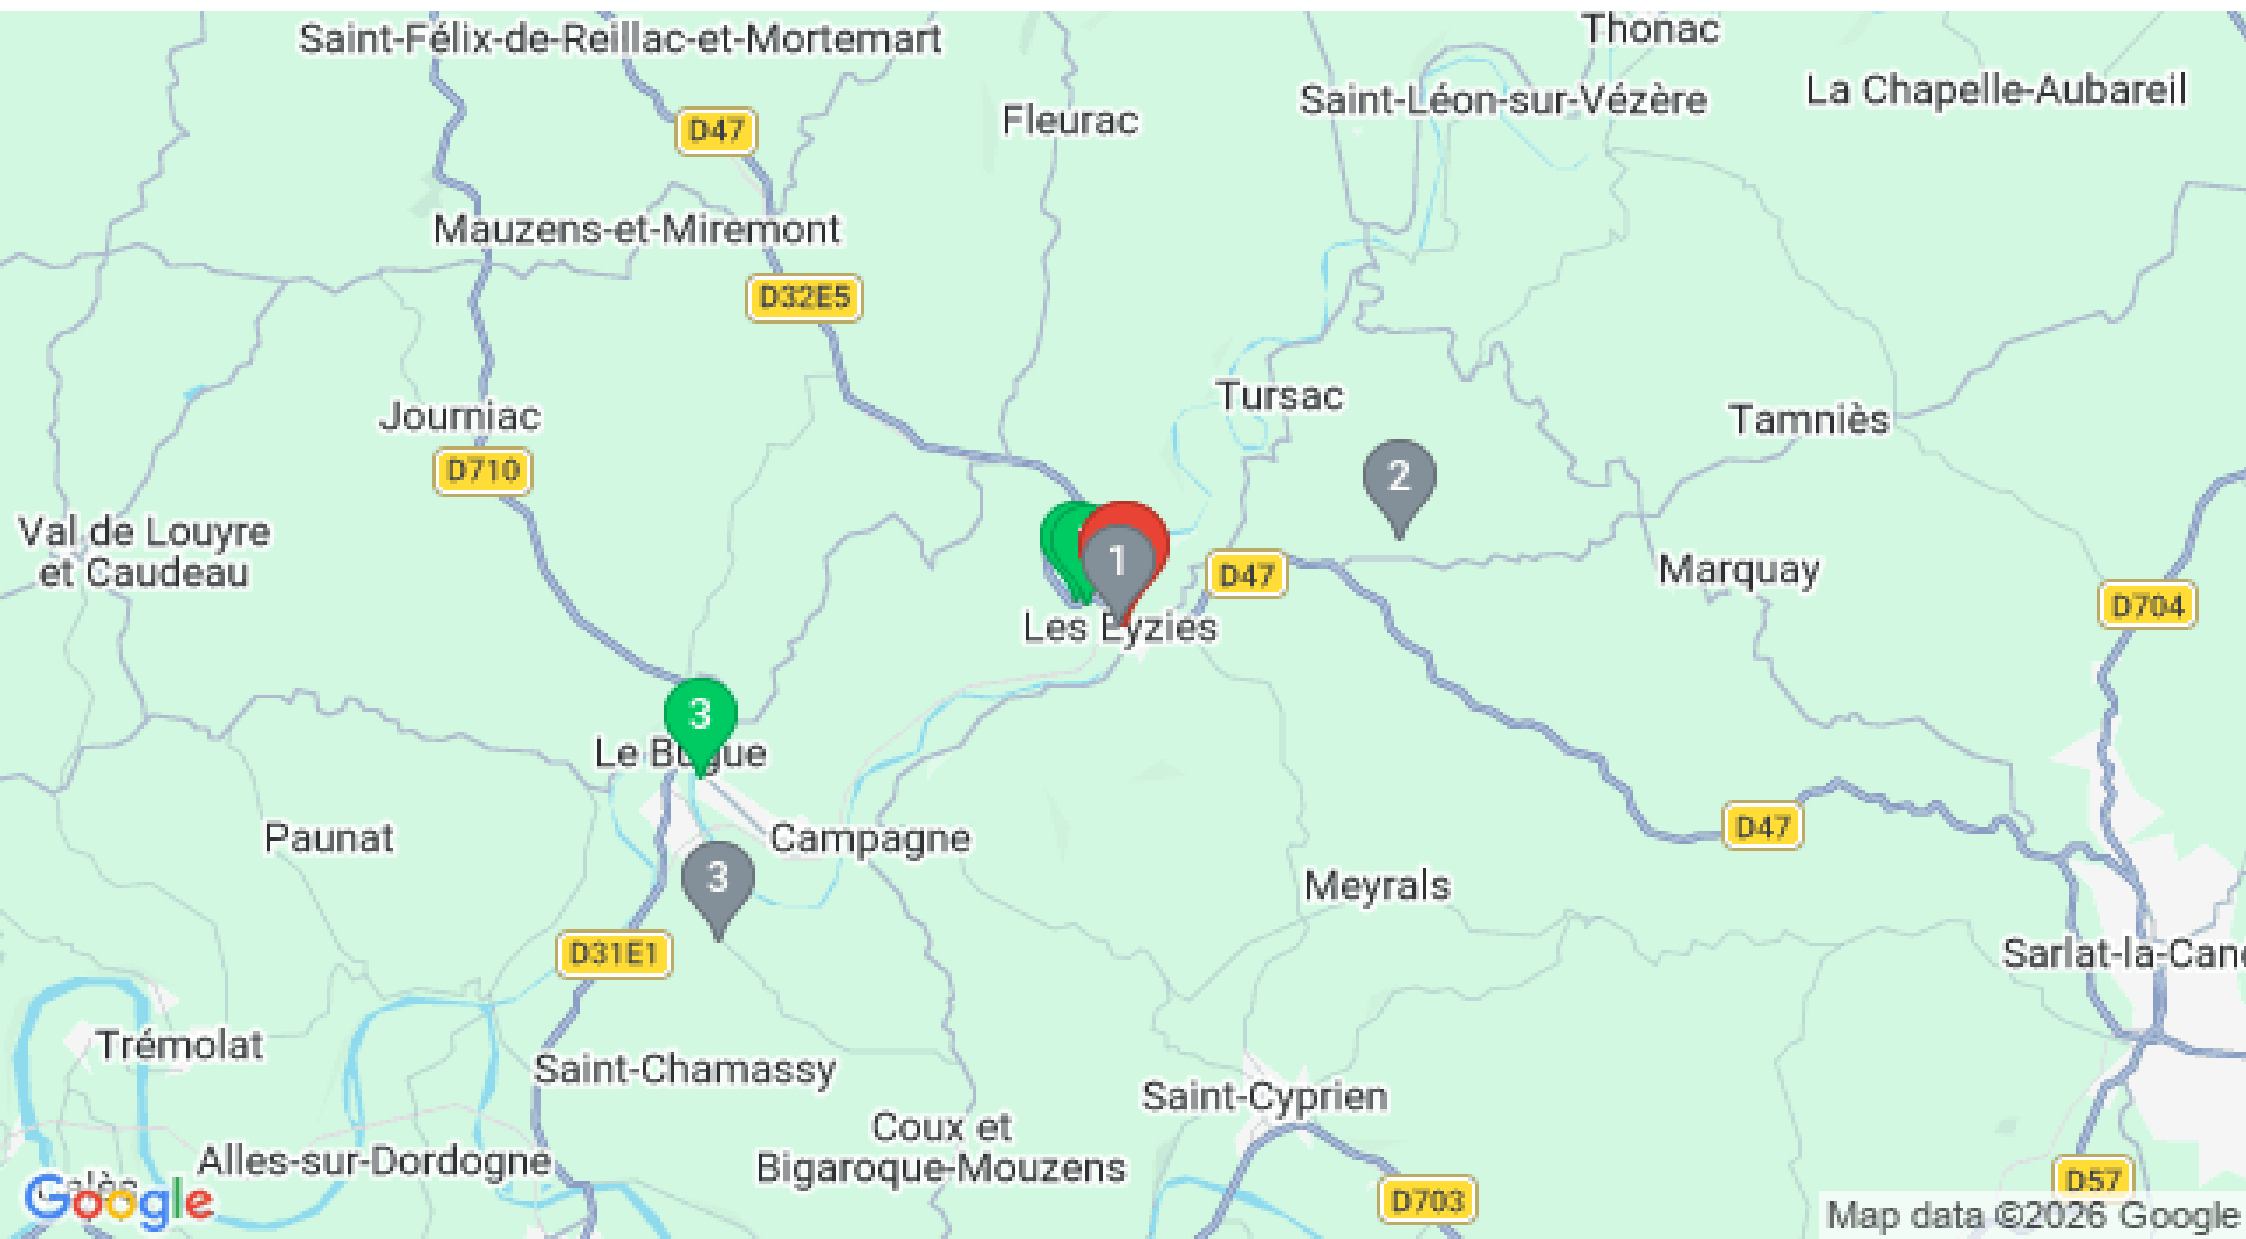 Thonac
Saint-Félix-de-Reillac-et-Mortemart
La Chapelle-Aubareil
Saint-Léon-sur-Vézère
Fleurac
D47
Mauzens-et-Miremont
D32E5
Tursac
Journiac
Tamniès
D710
2
Val de Louyre
et Caudeau
1
D47
Marquay
D704
Les Eyzies
3
Le Bugue
D47
Paunat
Campagne
3
Meyrals
D31E1
Sarlat-la-Can
Trémolat
Saint-Chamassy
Saint-Cyprien
Coux et
Bigaroque-Mouzens
Alles-sur-Dordogne
D57
D703
Google
Map data ©2026 Google